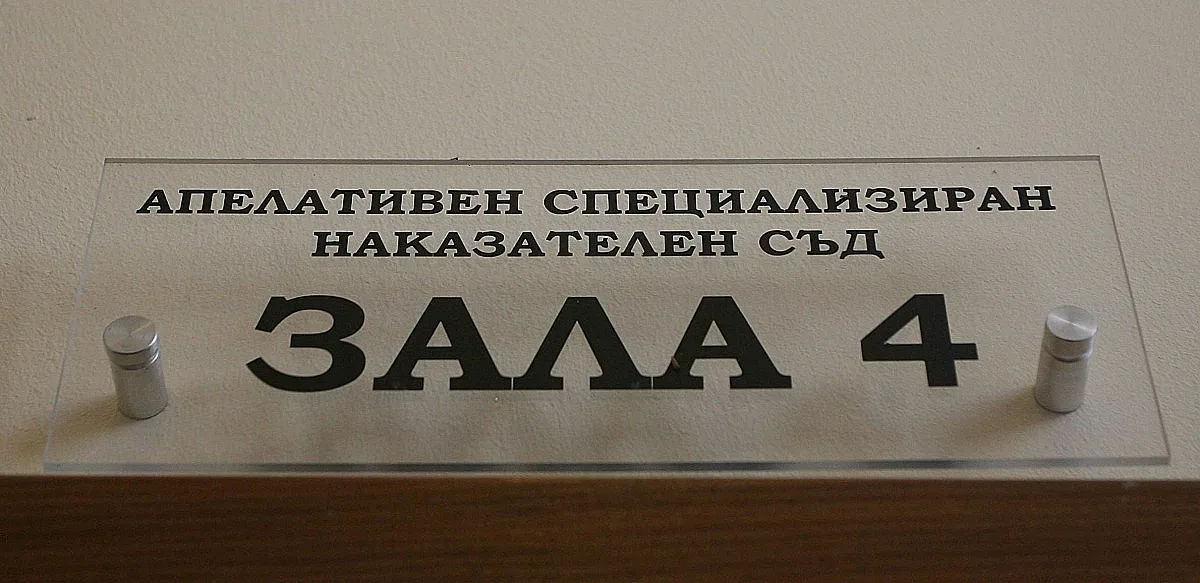 АПЕЛАТИВЕН СПЕЦИАЛИЗИРАН
НАКАЗАТЕЛЕН СЪД
ЗАЛА 4